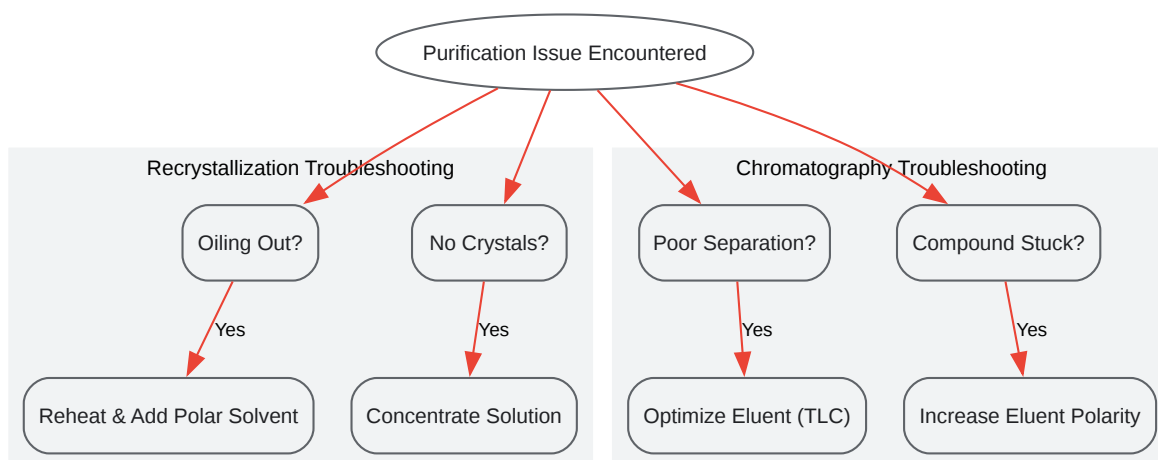 Purification Issue Encountered
Recrystallization Troubleshooting
Chromatography Troubleshooting
Oiling Out?
No Crystals?
Poor Separation?
Compound Stuck?
Yes
Yes
Yes
Yes
Reheat & Add Polar Solvent
Concentrate Solution
Optimize Eluent (TLC)
Increase Eluent Polarity